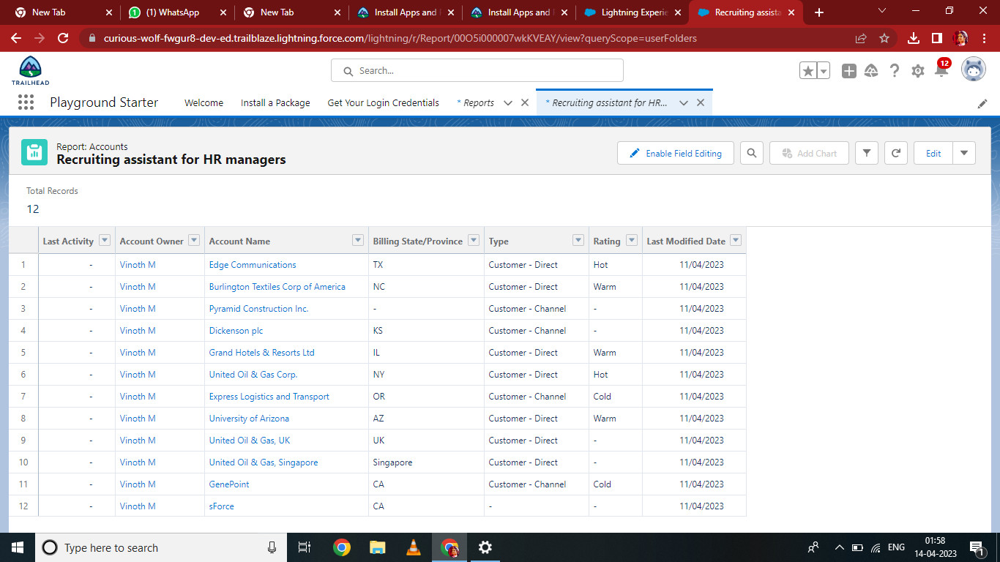 New Tab (1) WhatsApp New Tab Install Apps and Install Apps and Lightning Experie Recruiting assista
curious-wolf-fwgur8-dev-ed.trailblaze.lightning.force.com/lightning/r/Report/00O5i000007wkKVEAY/view?queryScope=userFolders
TRAILHEAD
Search...
12
Playground Starter Welcome Install a Package Get Your Login Credentials * Reports * Recruiting assistant for HR...
Report: Accounts
Recruiting assistant for HR managers
Enable Field Editing Add Chart Edit
Total Records
12
Last Activity Account Owner Account Name Billing State/Province Type Rating Last Modified Date
1 - Vinoth M Edge Communications TX Customer - Direct Hot 11/04/2023
2 - Vinoth M Burlington Textiles Corp of America NC Customer - Direct Warm 11/04/2023
3 - Vinoth M Pyramid Construction Inc. - Customer - Channel - 11/04/2023
4 - Vinoth M Dickenson plc KS Customer - Channel - 11/04/2023
5 - Vinoth M Grand Hotels & Resorts Ltd IL Customer - Direct Warm 11/04/2023
6 - Vinoth M United Oil & Gas Corp. NY Customer - Direct Hot 11/04/2023
7 - Vinoth M Express Logistics and Transport OR Customer - Channel Cold 11/04/2023
8 - Vinoth M University of Arizona AZ Customer - Direct Warm 11/04/2023
9 - Vinoth M United Oil & Gas, UK UK Customer - Direct - 11/04/2023
10 - Vinoth M United Oil & Gas, Singapore Singapore Customer - Direct - 11/04/2023
11 - Vinoth M GenePoint CA Customer - Channel Cold 11/04/2023
12 - Vinoth M sForce CA - - 11/04/2023
Type here to search ENG 01:58
14-04-2023 1